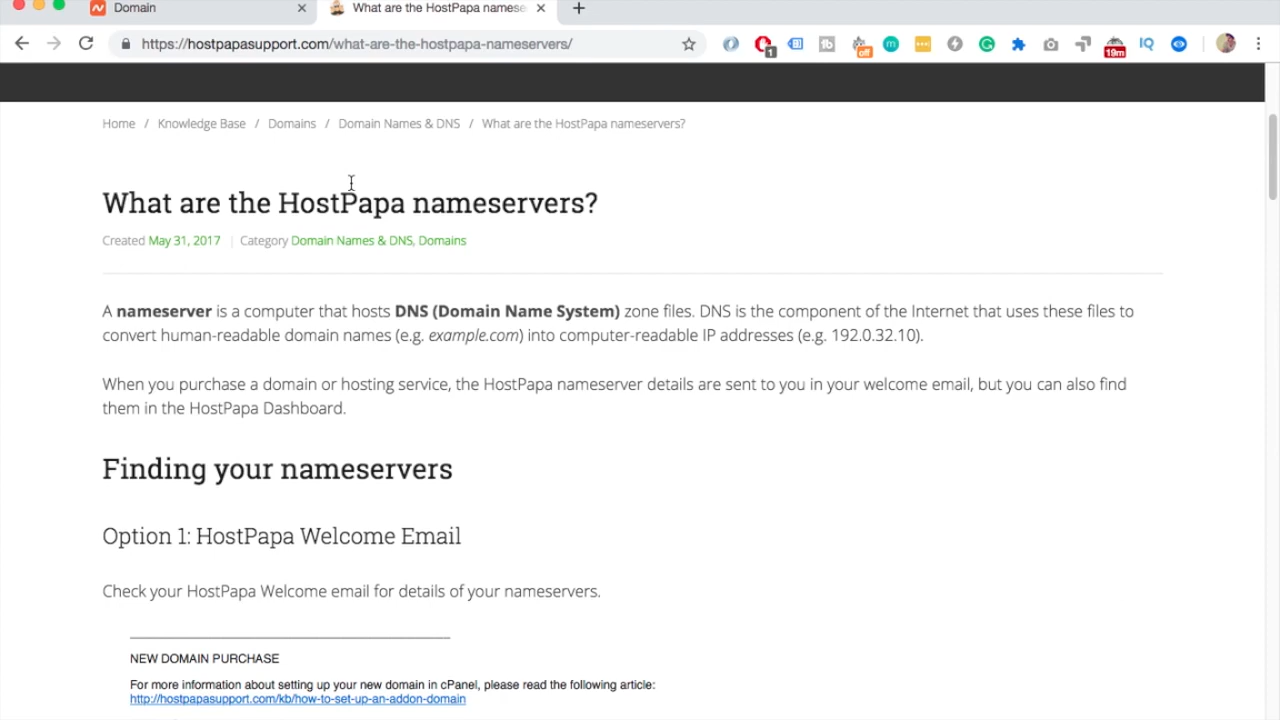 Domain
What are the HostPapa namese
https://hostpapasupport.com/what-are-the-hostpapa-nameservers/
1
off
19m
IQ
Home / Knowledge Base / Domains / Domain Names & DNS / What are the HostPapa nameservers?
What are the HostPapa nameservers?
Created May 31, 2017 | Category Domain Names & DNS, Domains
A nameserver is a computer that hosts DNS (Domain Name System) zone files. DNS is the component of the Internet that uses these files to
convert human-readable domain names (e.g. example.com) into computer-readable IP addresses (e.g. 192.0.32.10).
When you purchase a domain or hosting service, the HostPapa nameserver details are sent to you in your welcome email, but you can also find
them in the HostPapa Dashboard.
Finding your nameservers
Option 1: HostPapa Welcome Email
Check your HostPapa Welcome email for details of your nameservers.
NEW DOMAIN PURCHASE
For more information about setting up your new domain in cPanel, please read the following article:
http://hostpapasupport.com/kb/how-to-set-up-an-addon-domain